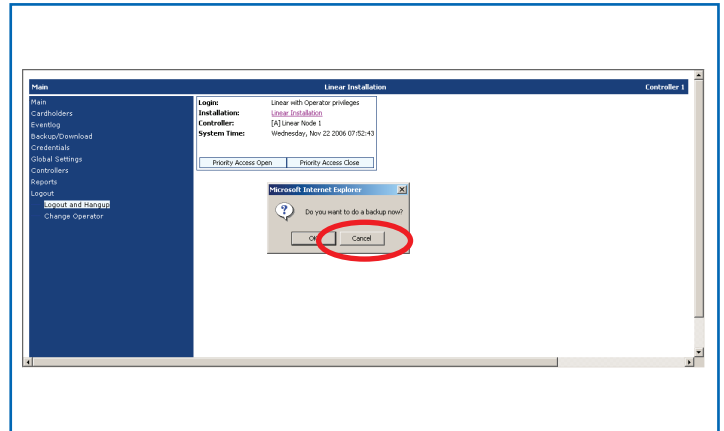 Main Linear Installation Controller 1
Main
Cardholders
Eventlog
Backup/Download
Credentials
Global Settings
Controllers
Reports
Logout
Logout and Hangup
Change Operator
Login: Linear with Operator privileges
Installation: Linear Installation
Controller: [A] Linear Node 1
System Time: Wednesday, Nov 22 2006 07:52:43
Priority Access Open Priority Access Close
Microsoft Internet Explorer
Do you want to do a backup now?
OK Cancel